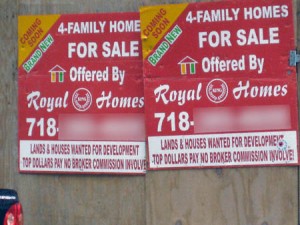 COMING SOON
BRAND NEW
4-FAMILY HOMES
FOR SALE
Offered By
Royal Homes
718-
LANDS & HOUSES WANTED FOR DEVELOPMENT
-TOP DOLLARS PAY NO BROKER COMMISSION INVOLVE
COMING SOON
BRAND NEW
4-FAMILY HOMES
FOR SALE
Offered By
Royal Homes
718-
LANDS & HOUSES WANTED FOR DEVELOPMENT
-TOP DOLLARS PAY NO BROKER COMMISSION INVOLVE